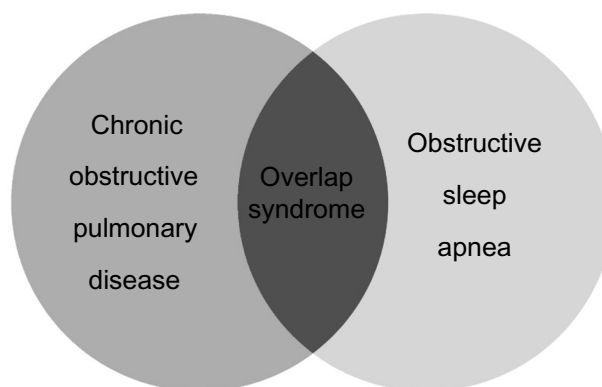 Chronic
obstructive
pulmonary
disease
Overlap
syndrome
Obstructive
sleep
apnea